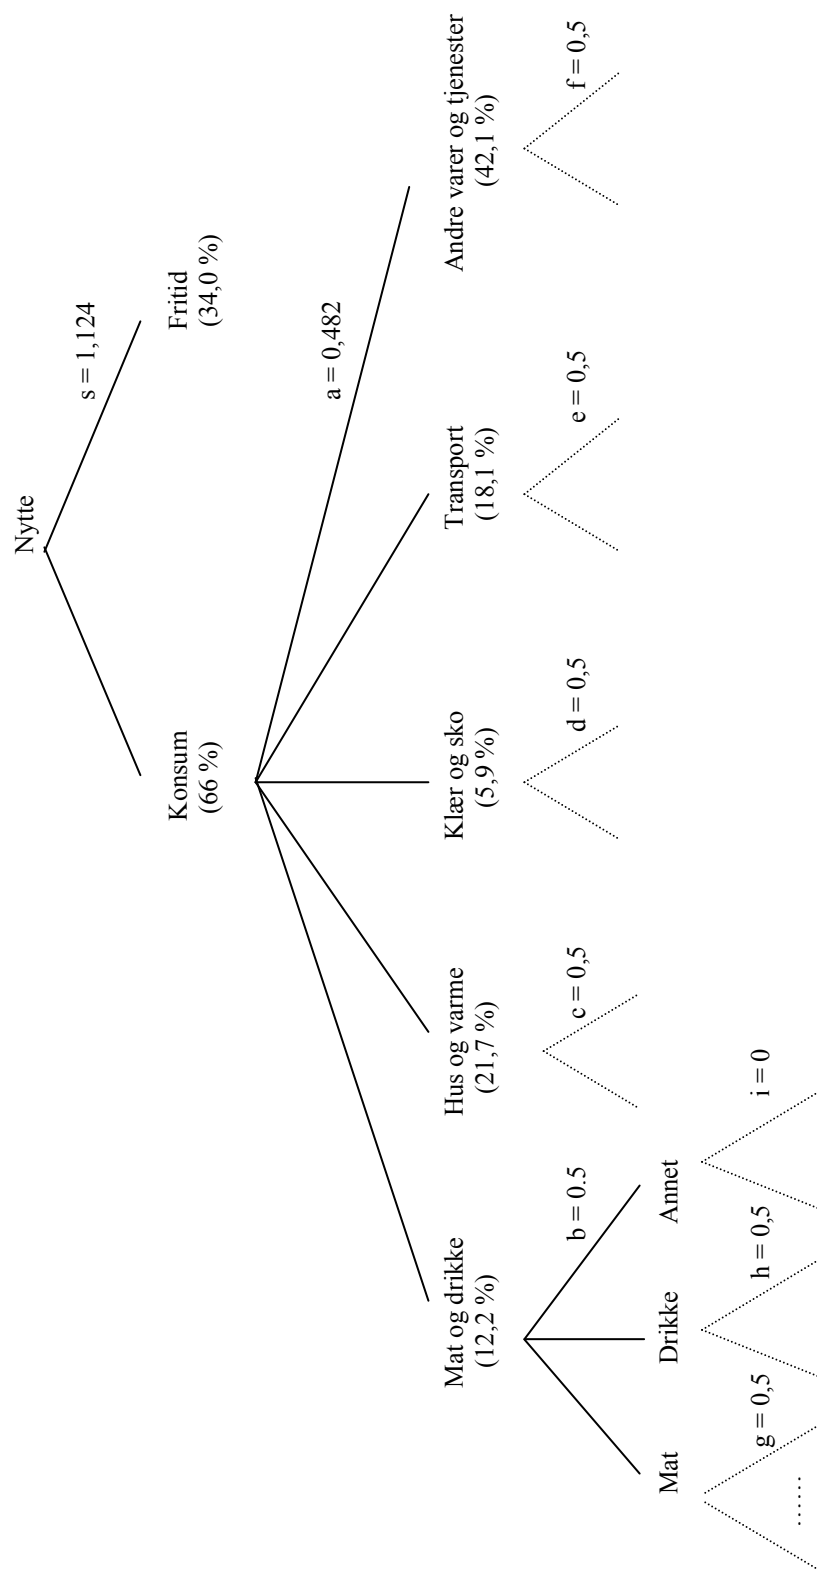 Nytte
s = 1,124
Konsum
(66 %)
Fritid
(34,0 %)
a = 0,482
Mat og drikke
(12,2 %)
Hus og varme
(21,7 %)
Klær og sko
(5,9 %)
Transport
(18,1 %)
Andre varer og tjenester
(42,1 %)
b = 0.5
c = 0,5
d = 0,5
e = 0,5
f = 0,5
Mat
Drikke
Annet
g = 0,5
h = 0,5
i = 0
......